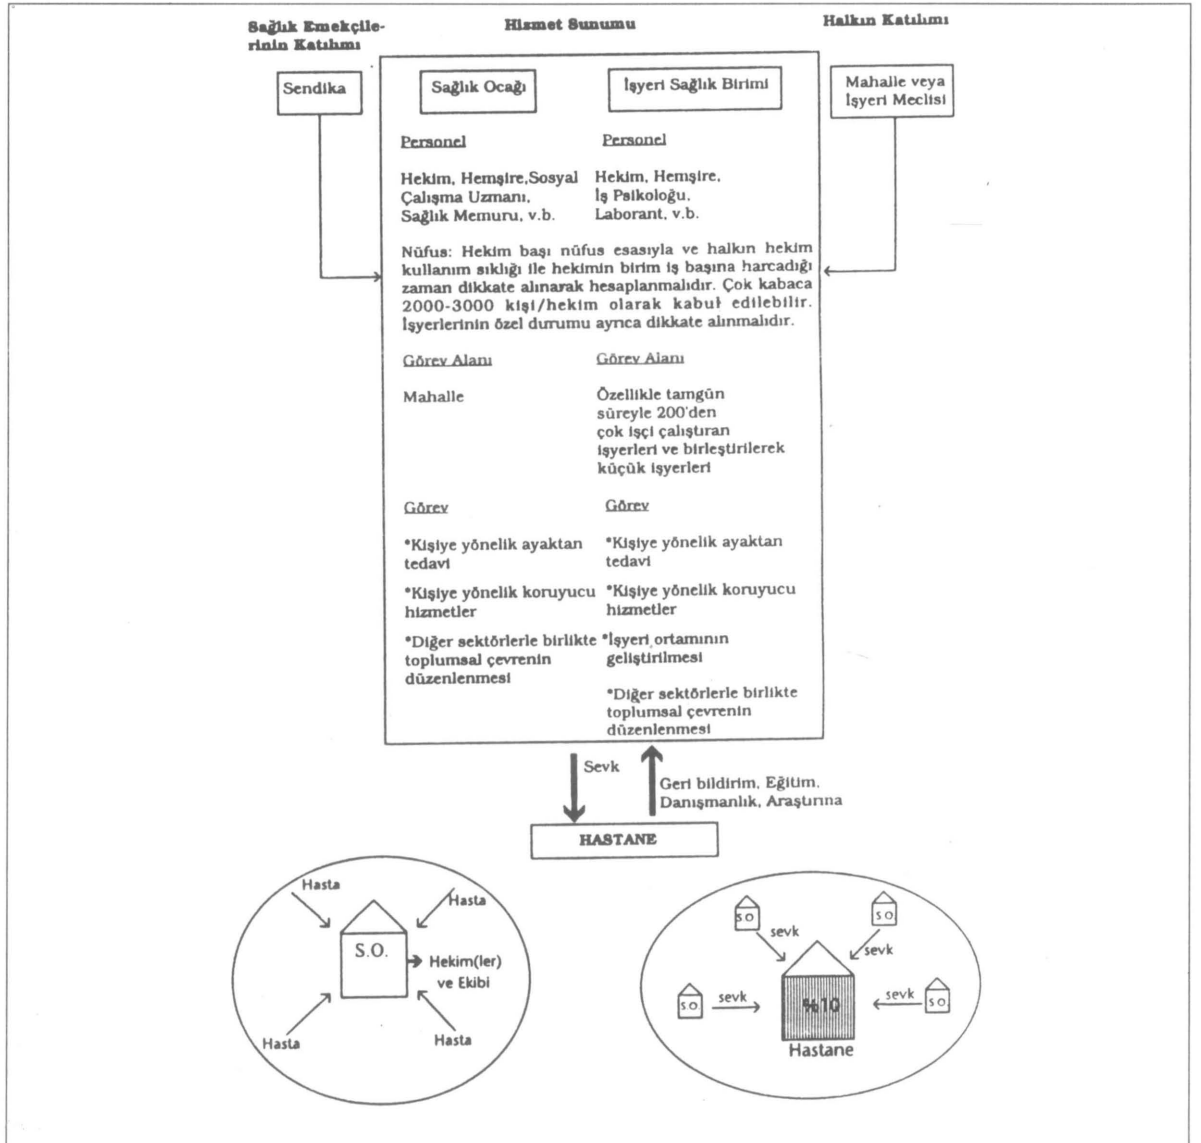 Sağlık Emekçile-
rinin Katılımı
Hismet Sunumu
Halkın Katılımı
Sendika
Sağlık Ocağı
İşyeri Sağlık Birimi
Mahalle veya
İşyeri Meclisi
Personel
Hekim, Hemşire,Sosyal
Çalışma Uzmanı,
Sağlık Memuru, v.b.
Personel
Hekim, Hemşire,
İş Psikoloğu,
Laborant, v.b.
Nüfus: Hekim başı nüfus esasıyla ve halkın hekim
kullanım sıklığı ile hekimin birim iş başına harcadığı
zaman dikkate alınarak hesaplanmalıdır. Çok kabaca
2000-3000 kişi/hekim olarak kabul edilebilir.
İşyerlerinin özel durumu ayrıca dikkate alınmalıdır.
Görev Alanı
Mahalle
Görev Alanı
Özellikle tamgün
süreyle 200'den
çok işçi çalıştıran
işyerleri ve birleştirilerek
küçük işyerleri
Görev
*Kişiye yönelik ayaktan
tedavi
*Kişiye yönelik koruyucu
hizmetler
*Diğer sektörlerle birlikte
toplumsal çevrenin
düzenlenmesi
Görev
*Kişiye yönelik ayaktan
tedavi
*Kişiye yönelik koruyucu
hizmetler
*İşyeri ortamının
geliştirilmesi
*Diğer sektörlerle birlikte
toplumsal çevrenin
düzenlenmesi
Sevk
Geri bildirim, Eğitim,
Danışmanlık, Araştırma
HASTANE
Hasta
Hasta
S.O.
Hekim(ler)
ve Ekibi
Hasta
Hasta
S.O
S.O
sevk
sevk
S.O
sevk
%10
sevk
S.O.
Hastane